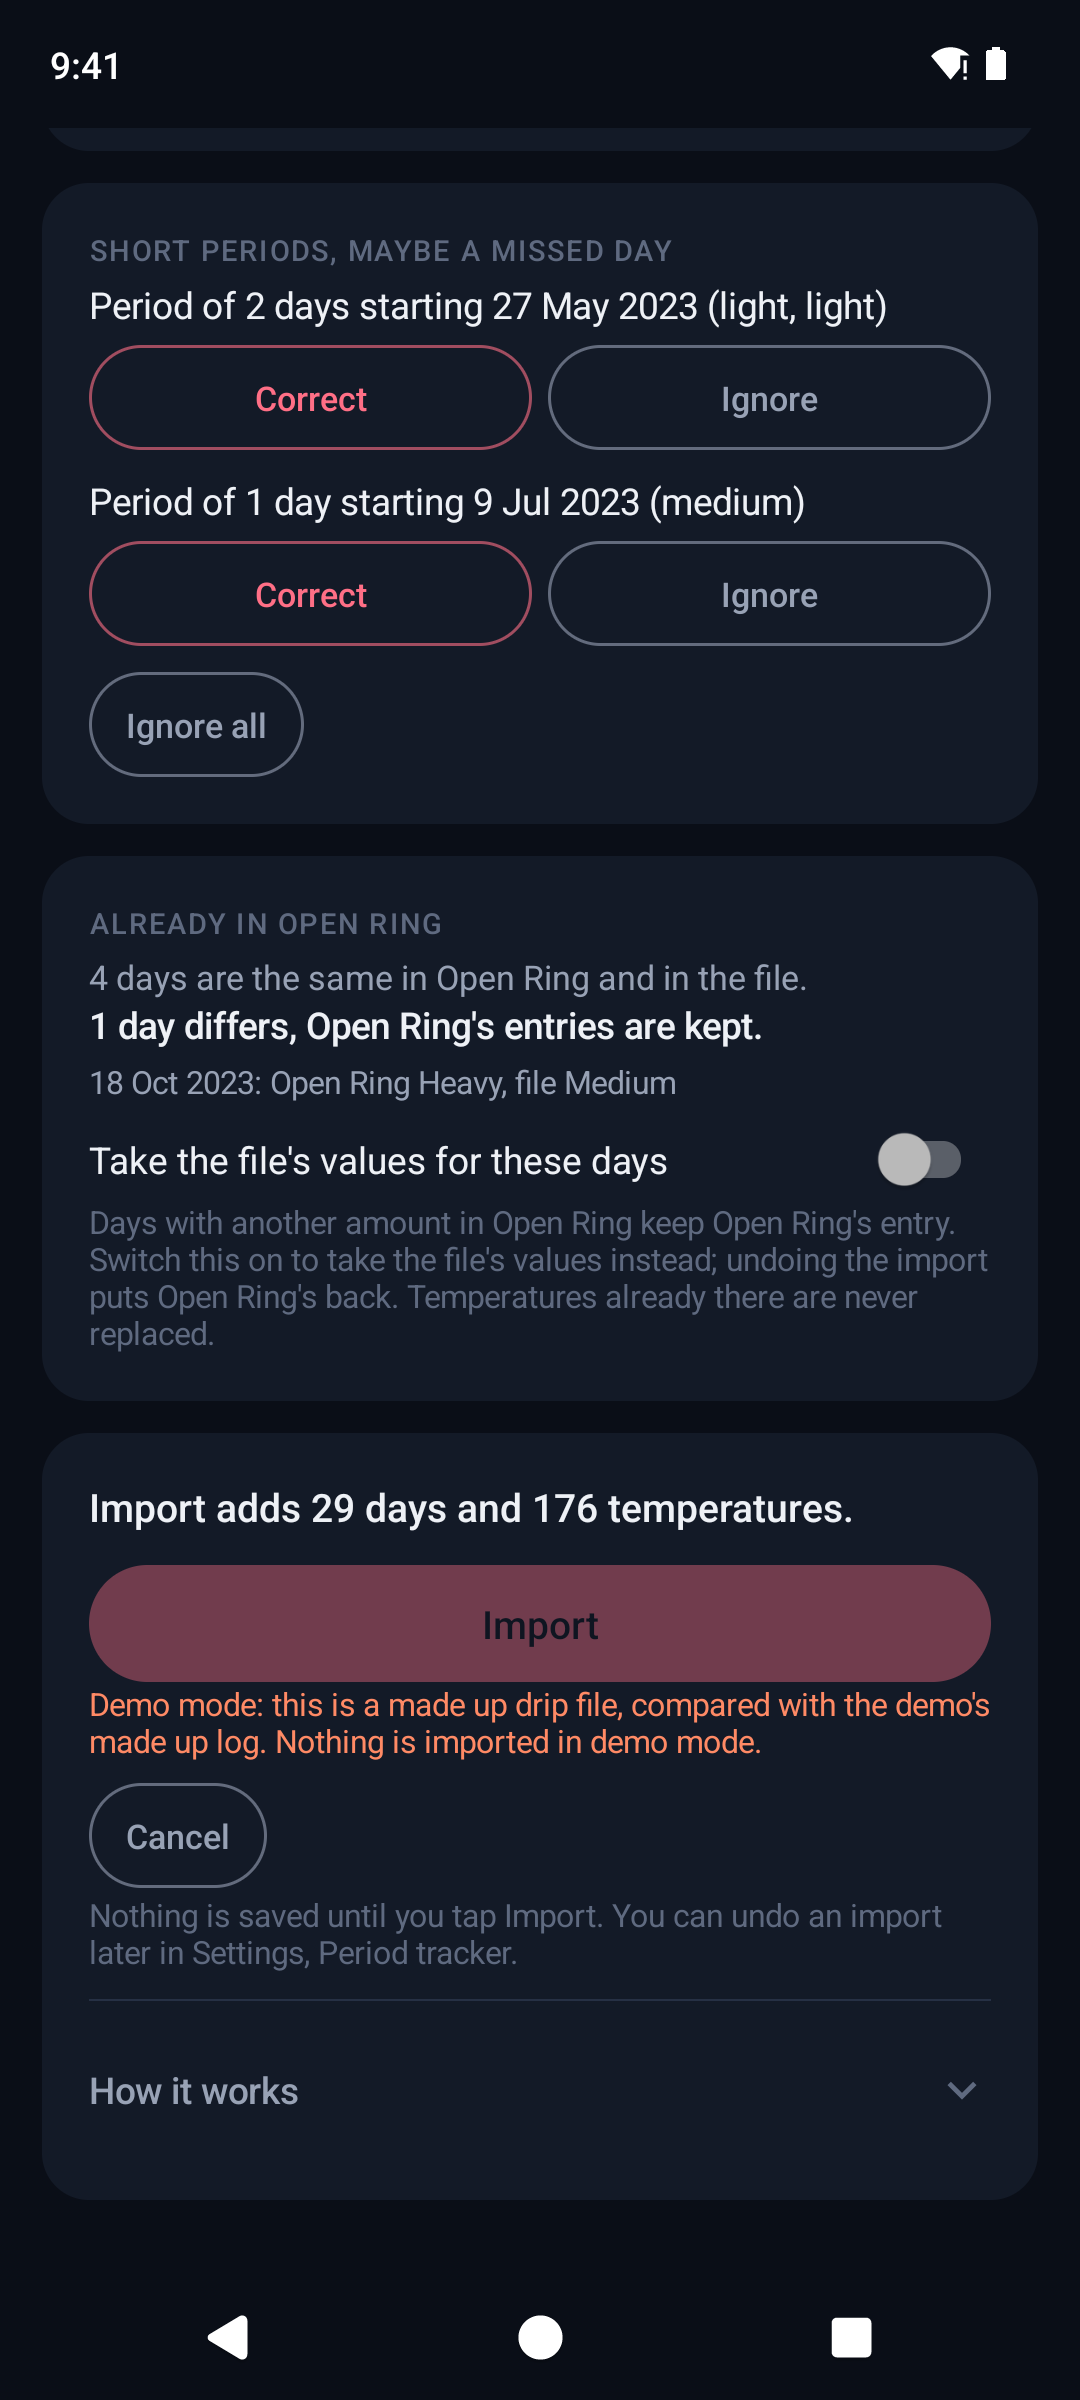 9:41
SHORT PERIODS, MAYBE A MISSED DAY
Period of 2 days starting 27 May 2023 (light, light)
Correct
Ignore
Period of 1 day starting 9 Jul 2023 (medium)
Correct
Ignore
Ignore all
ALREADY IN OPEN RING
4 days are the same in Open Ring and in the file.
1 day differs, Open Ring's entries are kept.
18 Oct 2023: Open Ring Heavy, file Medium
Take the file's values for these days
Days with another amount in Open Ring keep Open Ring's entry.
Switch this on to take the file's values instead; undoing the import
puts Open Ring's back. Temperatures already there are never
replaced.
Import adds 29 days and 176 temperatures.
Import
Demo mode: this is a made up drip file, compared with the demo's
made up log. Nothing is imported in demo mode.
Cancel
Nothing is saved until you tap Import. You can undo an import
later in Settings, Period tracker.
How it works